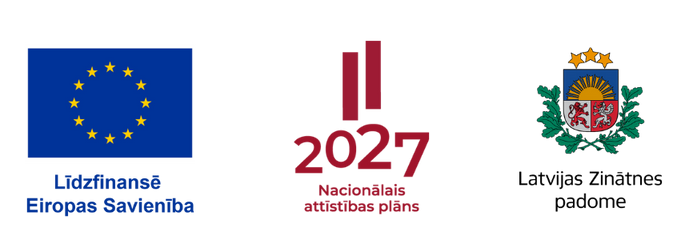 Līdzfinansē
Eiropas Savienība
2027
Nacionālais
attīstības plāns
Latvijas Zinātnes
padome